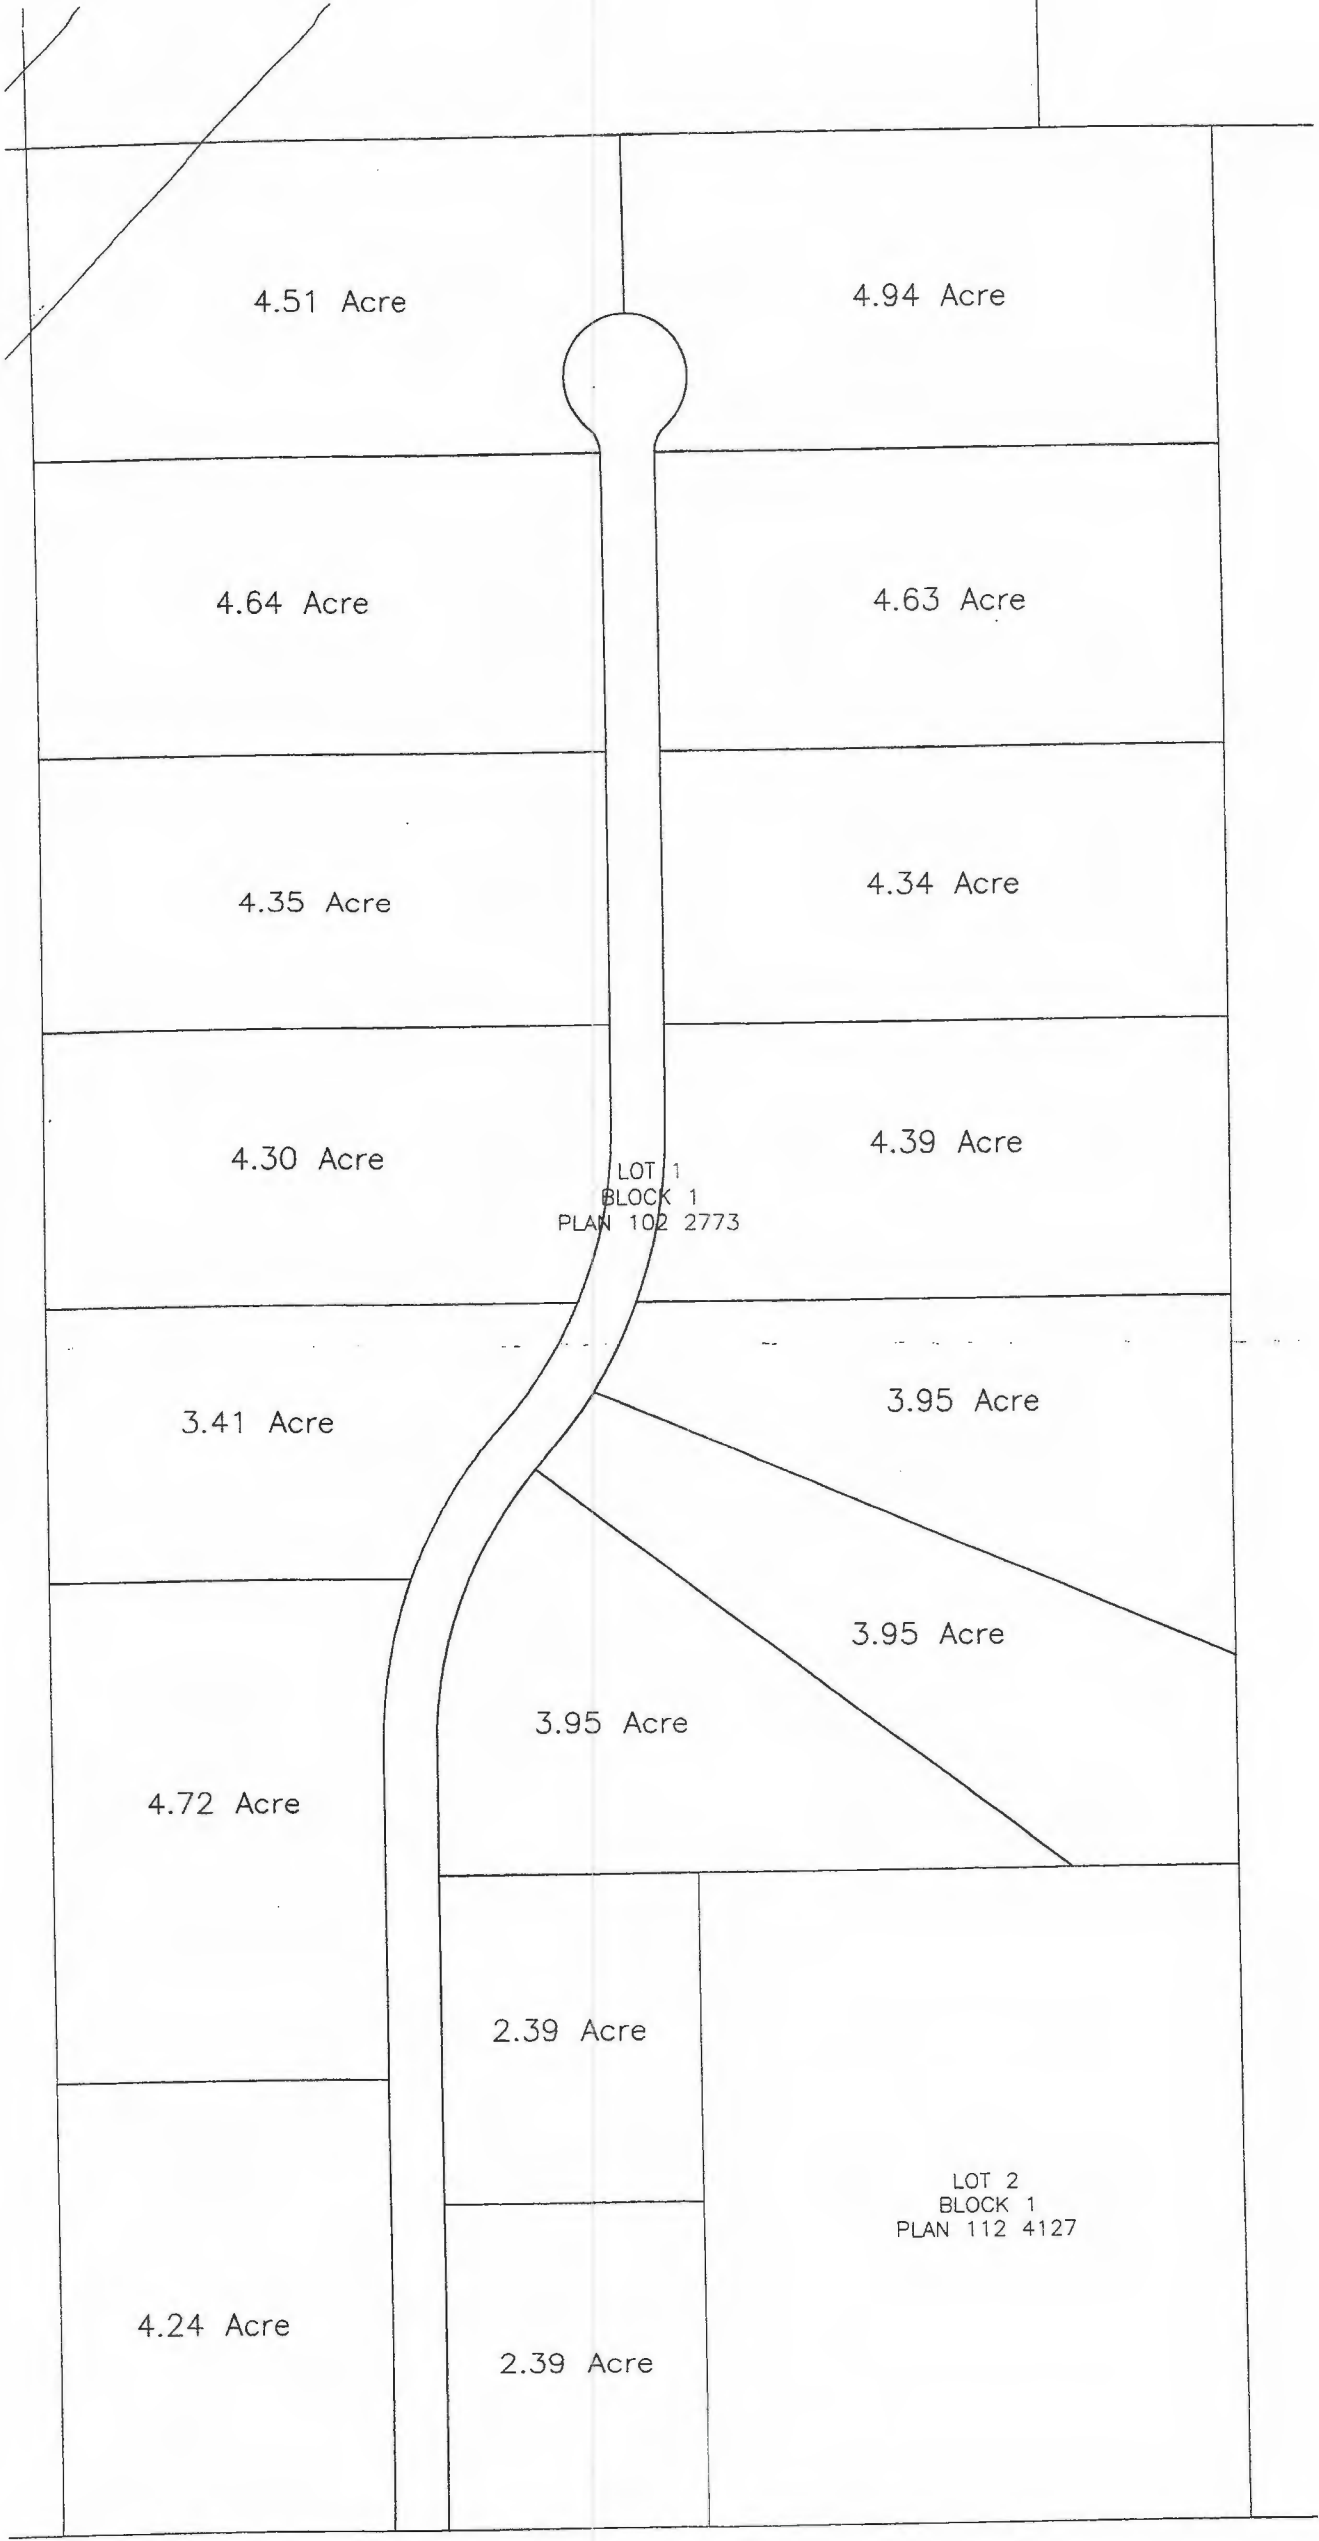 4.51 Acre
4.94 Acre
4.64 Acre
4.63 Acre
4.35 Acre
4.34 Acre
4.30 Acre
4.39 Acre
LOT 1
BLOCK 1
PLAN 102 2773
3.41 Acre
3.95 Acre
3.95 Acre
3.95 Acre
4.72 Acre
2.39 Acre
LOT 2
BLOCK 1
PLAN 112 4127
4.24 Acre
2.39 Acre